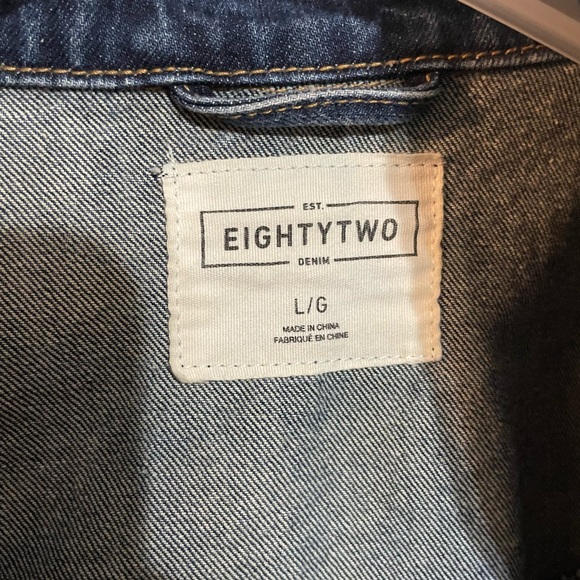 EST.
EIGHTYTWO
DENIM
L/G
MADE IN CHINA
FABRIQUÉ EN CHINE